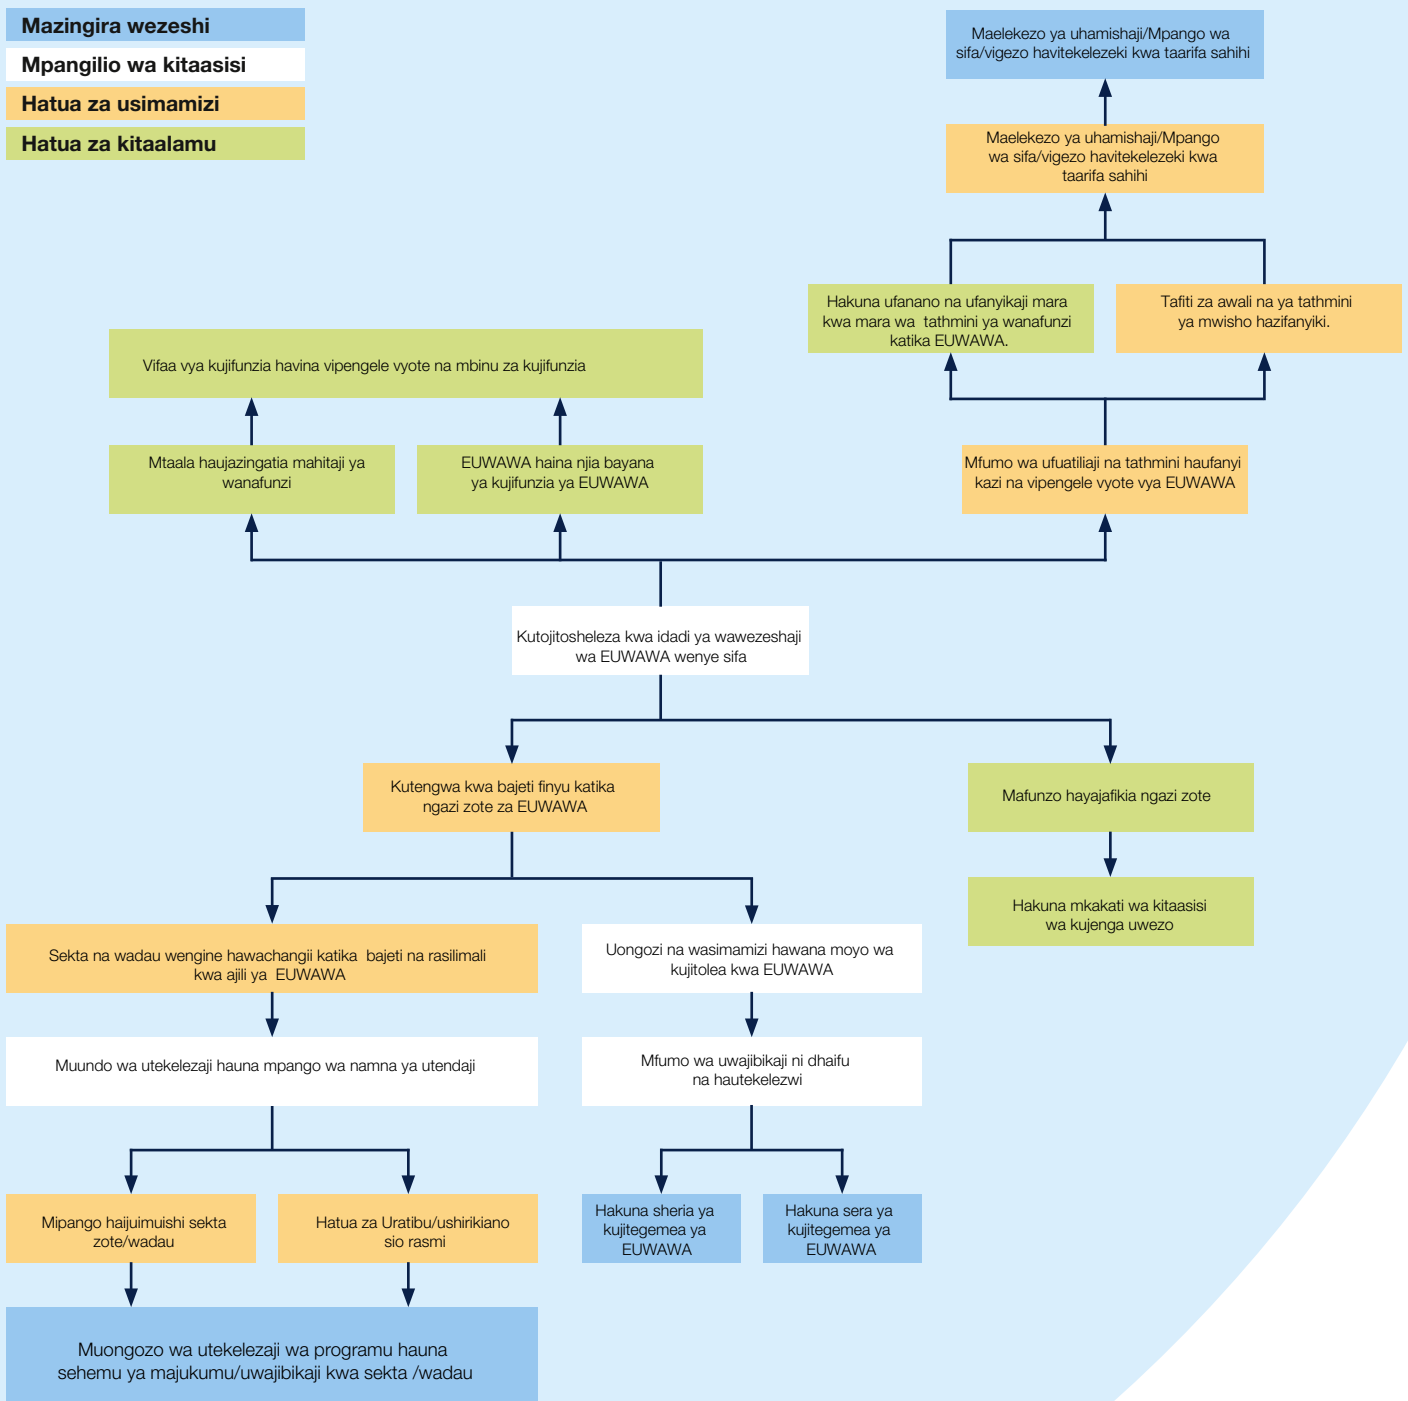 Mazingira wezeshi
Mpangilio wa kitaasisi
Hatua za usimamizi
Hatua za kitaalamu
Maelekezo ya uhamishaji/Mpango wa
sifa/vigezo havitekelezeki kwa taarifa sahihi
Maelekezo ya uhamishaji/Mpango
wa sifa/vigezo havitekelezeki kwa
taarifa sahihi
Hakuna ufanano na ufanyikaji mara
kwa mara wa tathmini ya wanafunzi
katika EUWAWA.
Tafiti za awali na ya tathmini
ya mwisho hazifanyiki.
Vifaa vya kujifunzia havina vipengele vyote na mbinu za kujifunzia
Mtaala haujazingatia mahitaji ya
wanafunzi
EUWAWA haina njia bayana
ya kujifunzia ya EUWAWA
Mfumo wa ufuatiliaji na tathmini haufanyi
kazi na vipengele vyote vya EUWAWA
Kutojitosheleza kwa idadi ya wawezeshaji
wa EUWAWA wenye sifa
Kutengwa kwa bajeti finyu katika
ngazi zote za EUWAWA
Mafunzo hayajafikia ngazi zote
Hakuna mkakati wa kitaasisi
wa kujenga uwezo
Sekta na wadau wengine hawachangii katika bajeti na rasilimali
kwa ajili ya EUWAWA
Uongozi na wasimamizi hawana moyo wa
kujitolea kwa EUWAWA
Muundo wa utekelezaji hauna mpango wa namna ya utendaji
Mfumo wa uwajibikaji ni dhaifu
na hautekelezwi
Mipango haijuimuishi sekta
zote/wadau
Hatua za Uratibu/ushirikiano
sio rasmi
Hakuna sheria ya
kujitegemea ya
EUWAWA
Hakuna sera ya
kujitegemea ya
EUWAWA
Muongozo wa utekelezaji wa programu hauna
sehemu ya majukumu/uwajibikaji kwa sekta /wadau